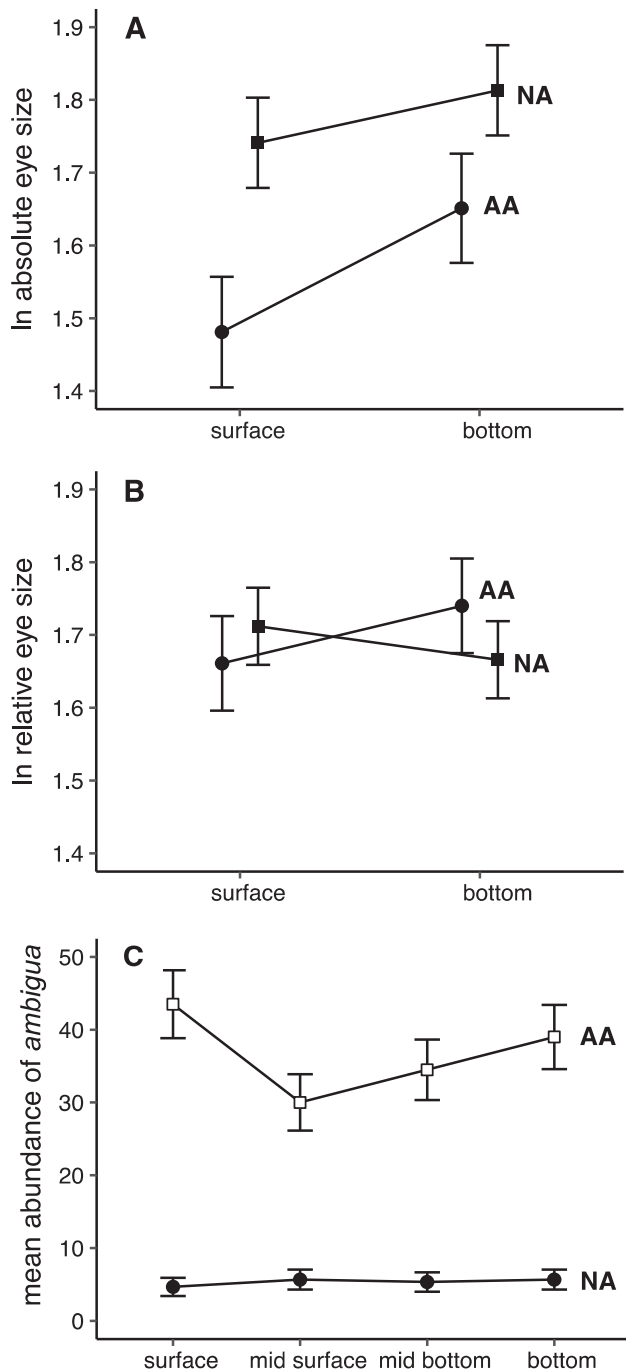 A
ln absolute eye size
1.9
1.8
1.7
1.6
1.5
1.4
NA
AA
surface bottom
B
ln relative eye size
1.9
1.8
1.7
1.6
1.5
1.4
AA
NA
surface bottom
C
mean abundance of ambigua
50
40
30
20
10
0
AA
NA
surface mid surface mid bottom bottom